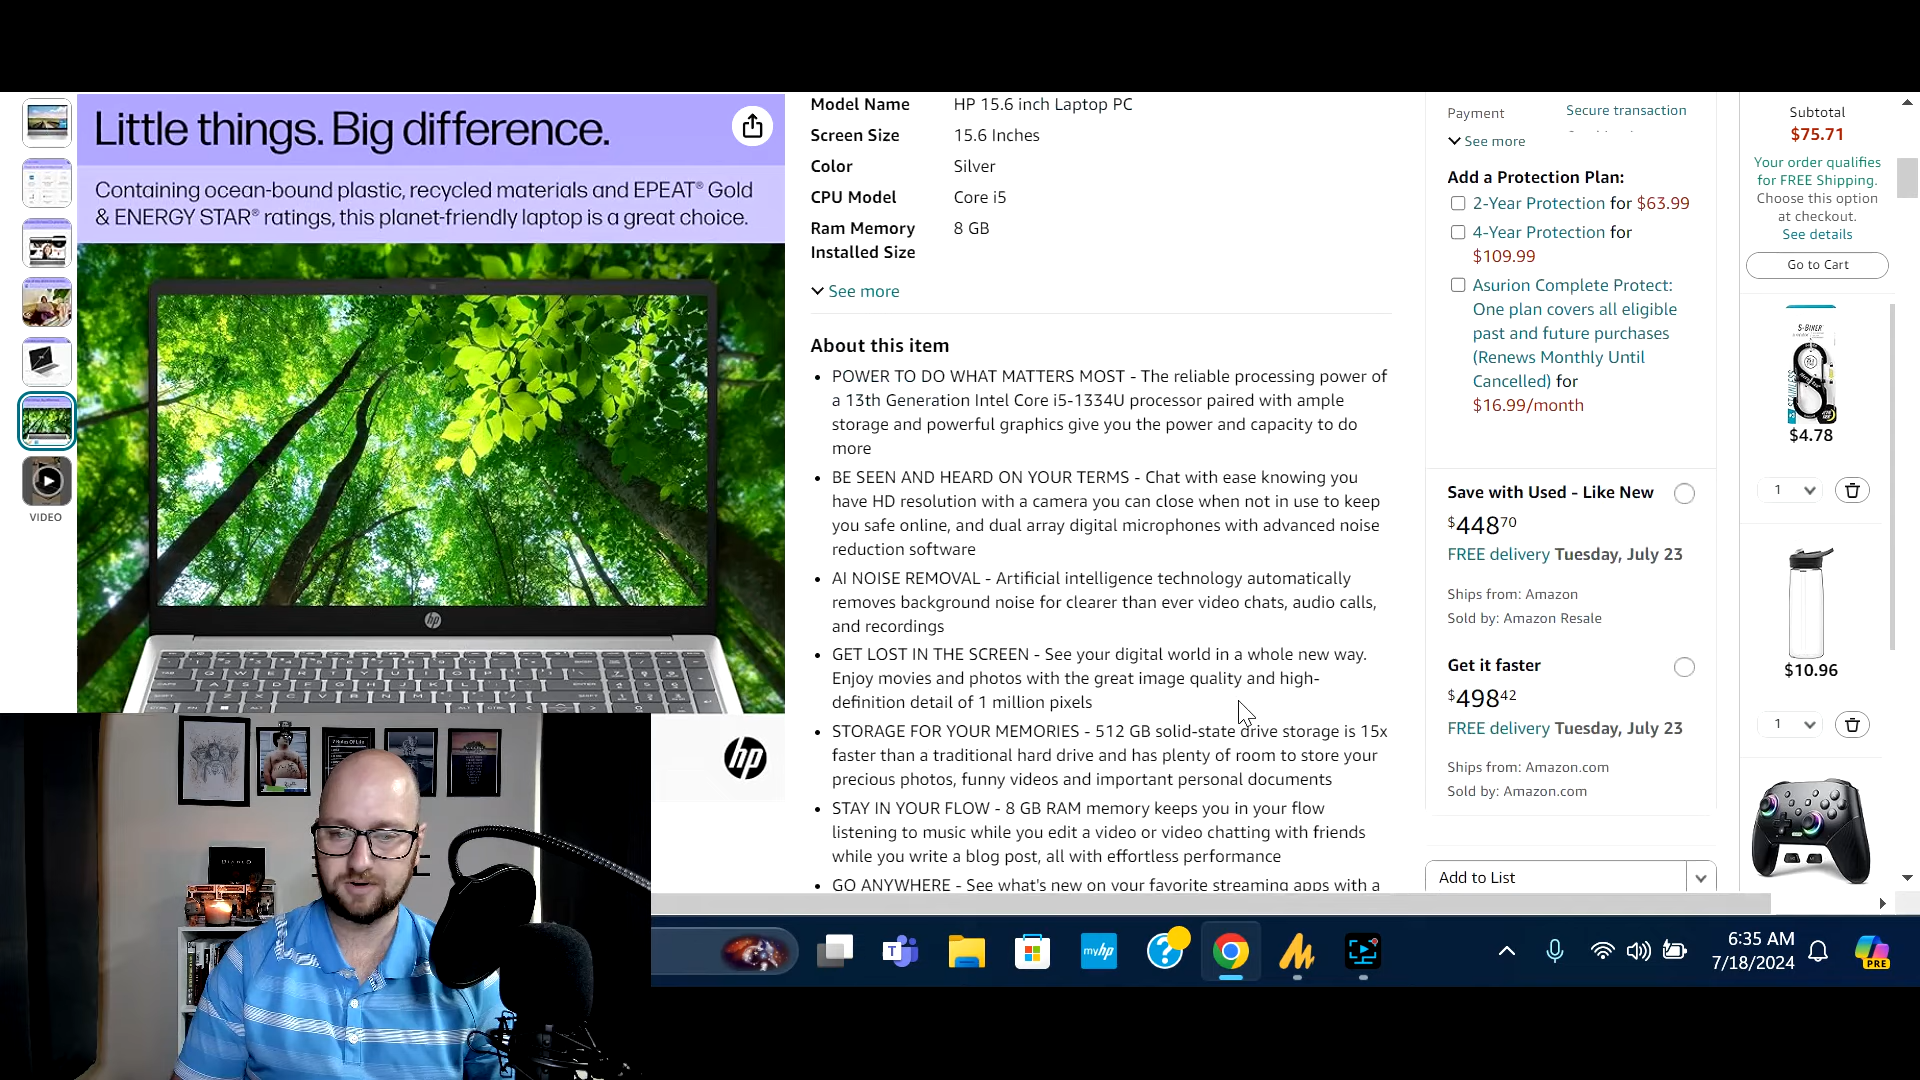 Little things. Big difference.
Containing ocean-bound plastic, recycled materials and EPEAT® Gold
& ENERGY STAR® ratings, this planet-friendly laptop is a great choice.
VIDEO
hp
hp
Model Name HP 15.6 inch Laptop PC
Screen Size 15.6 Inches
Color Silver
CPU Model Core i5
Ram Memory 8 GB
Installed Size
See more
About this item
• POWER TO DO WHAT MATTERS MOST - The reliable processing power of
a 13th Generation Intel Core i5-1334U processor paired with ample
storage and powerful graphics give you the power and capacity to do
more
• BE SEEN AND HEARD ON YOUR TERMS - Chat with ease knowing you
have HD resolution with a camera you can close when not in use to keep
you safe online, and dual array digital microphones with advanced noise
reduction software
• AI NOISE REMOVAL - Artificial intelligence technology automatically
removes background noise for clearer than ever video chats, audio calls,
and recordings
• GET LOST IN THE SCREEN - See your digital world in a whole new way.
Enjoy movies and photos with the great image quality and high-
definition detail of 1 million pixels
• STORAGE FOR YOUR MEMORIES - 512 GB solid-state drive storage is 15x
faster than a traditional hard drive and has plenty of room to store your
precious photos, funny videos and important personal documents
• STAY IN YOUR FLOW - 8 GB RAM memory keeps you in your flow
listening to music while you edit a video or video chatting with friends
while you write a blog post, all with effortless performance
• GO ANYWHERE - See what's new on your favorite streaming apps with a
Payment Secure transaction
See more
Add a Protection Plan:
2-Year Protection for $63.99
4-Year Protection for
$109.99
Asurion Complete Protect:
One plan covers all eligible
past and future purchases
(Renews Monthly Until
Cancelled) for
$16.99/month
Save with Used - Like New
$448.70
FREE delivery Tuesday, July 23
Ships from: Amazon
Sold by: Amazon Resale
Get it faster
$498.42
FREE delivery Tuesday, July 23
Ships from: Amazon.com
Sold by: Amazon.com
Add to List
Subtotal
$75.71
Your order qualifies
for FREE Shipping.
Choose this option
at checkout.
See details
Go to Cart
S-BINER
$4.78
1
$10.96
1
DIABLO
T
myhp
?
6:35 AM
7/18/2024
PRE